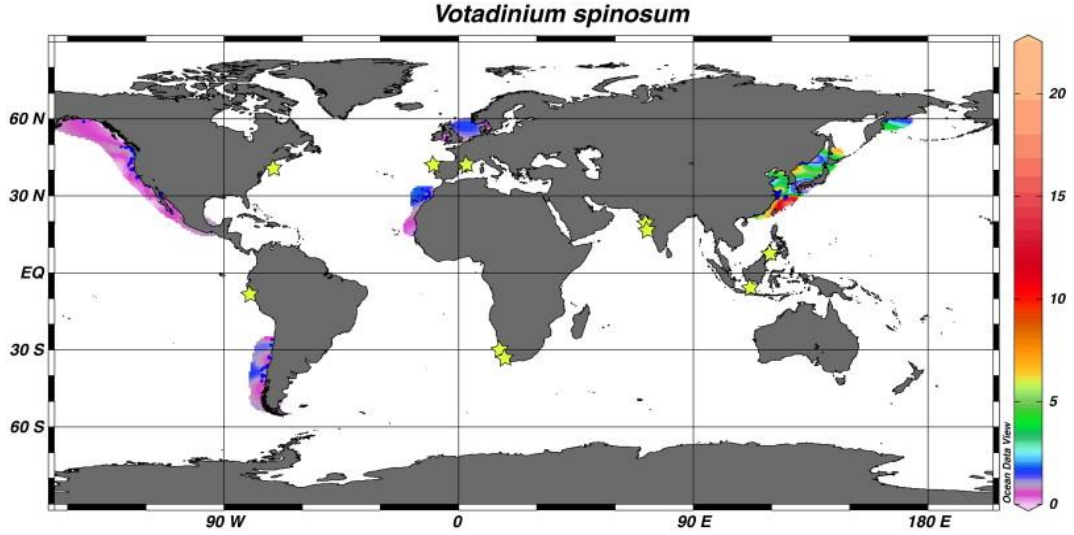 Votadinium spinosum
60 N
30 N
EQ
30 S
60 S
90 W
0
90 E
180 E
20
15
10
5
0
Ocean Data View